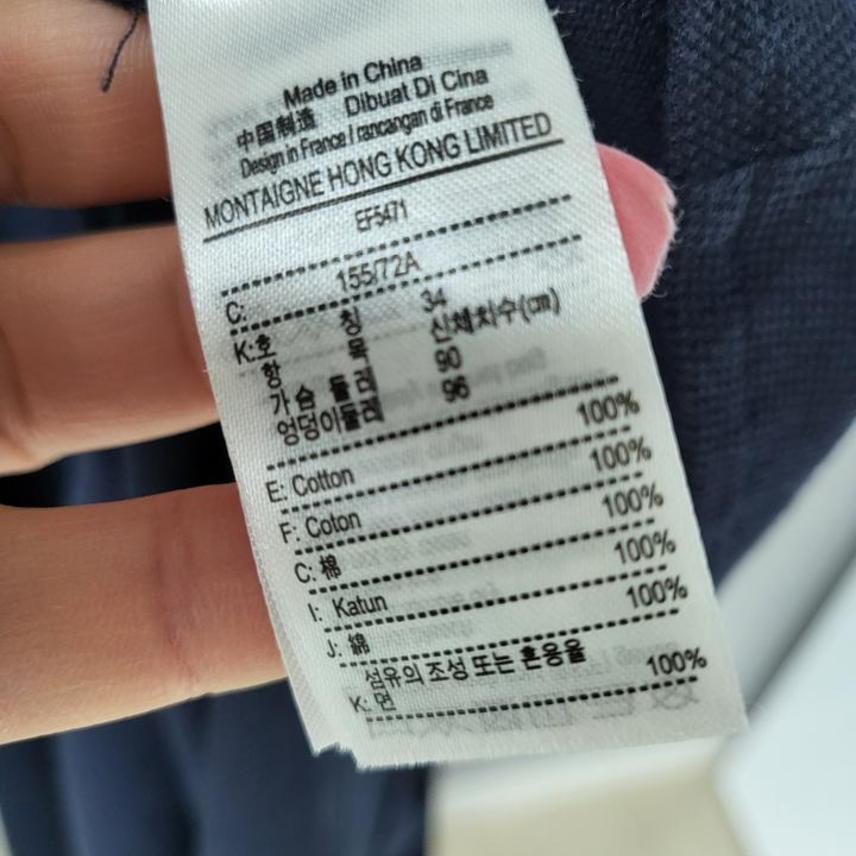 Made in China
中国制造 Dibuat Di Cina
Design in France / rancangan di France
MONTAIGNE HONG KONG LIMITED
EF5471
C: 155/72A
K:호 칭 34
항 목 신체치수(㎝)
가슴 둘레 90
엉덩이둘레 96
E: Cotton 100%
F: Coton 100%
C: 棉 100%
I: Katun 100%
J: 綿 100%
섬유의 조성 또는 혼용율
K: 면 100%